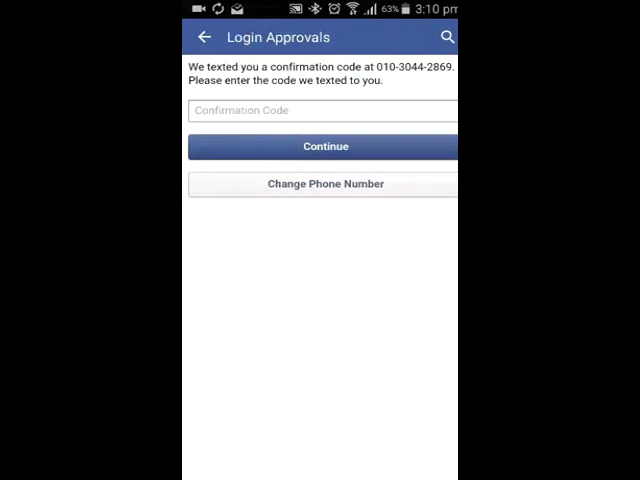 63% 3:10 pm
Login Approvals
We texted you a confirmation code at 010-3044-2869.
Please enter the code we texted to you.
Confirmation Code
Continue
Change Phone Number